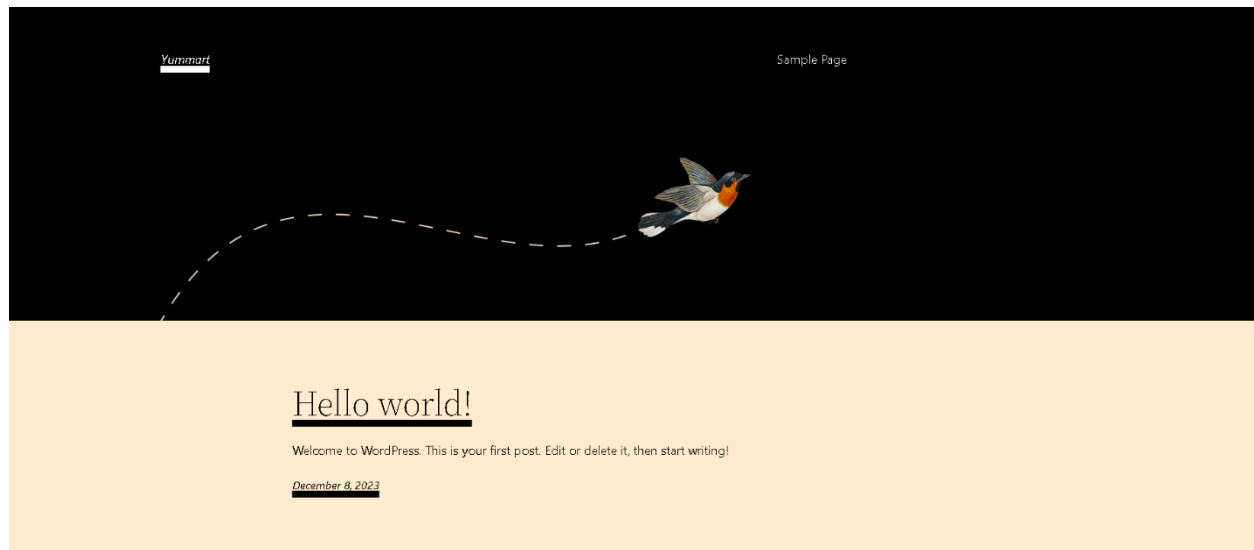 Yummart
Sample Page
Hello world!
Welcome to WordPress. This is your first post. Edit or delete it, then start writing!
December 8, 2023